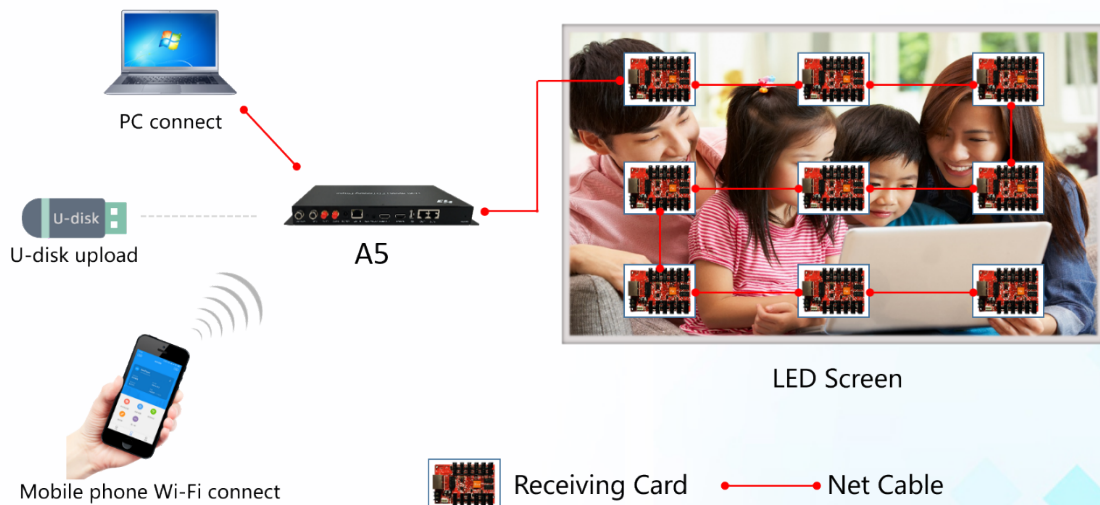 PC connect
U-disk
U-disk upload
A5
Mobile phone Wi-Fi connect
LED Screen
Receiving Card
Net Cable